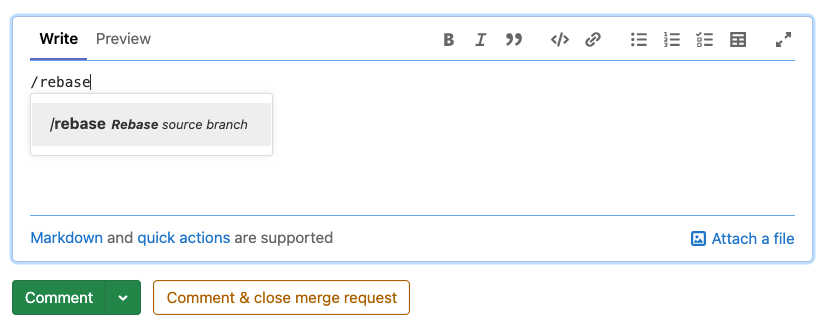 Write Preview
/rebase
/rebase Rebase source branch
Markdown and quick actions are supported
Attach a file
Comment
Comment & close merge request